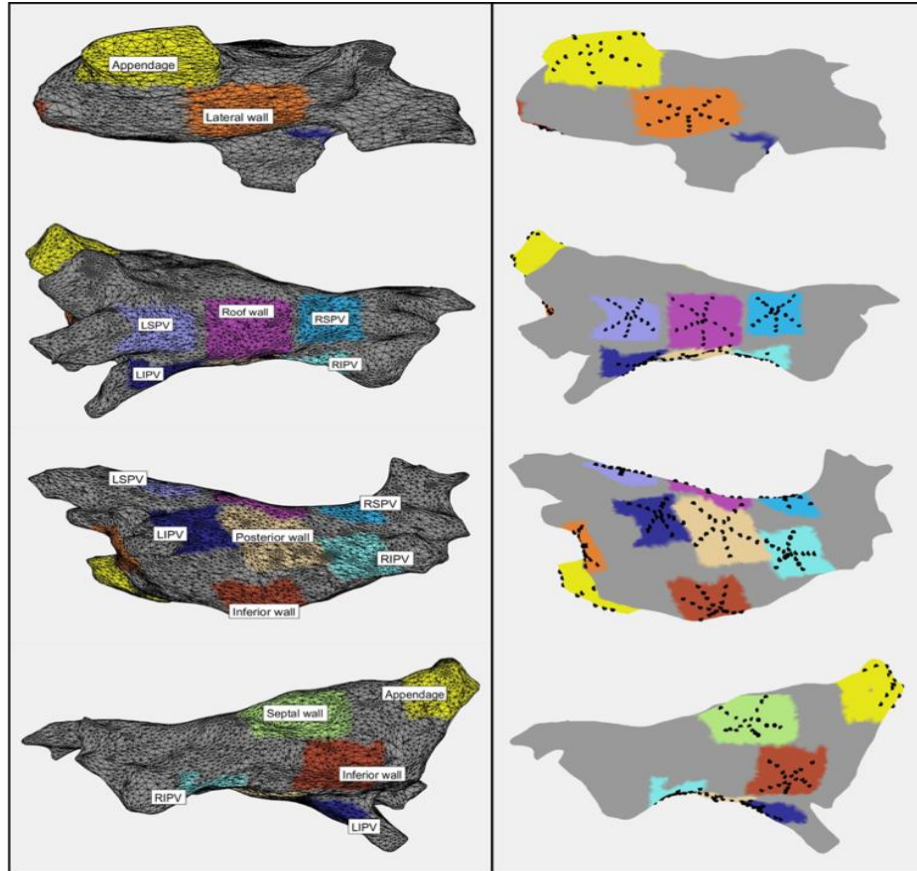 Appendage
Lateral wall
LSPV
Roof wall
RSPV
LIPV
RIPV
LSPV
RSPV
LIPV
Posterior wall
RIPV
Inferior wall
Appendage
Septal wall
Inferior wall
RIPV
LIPV